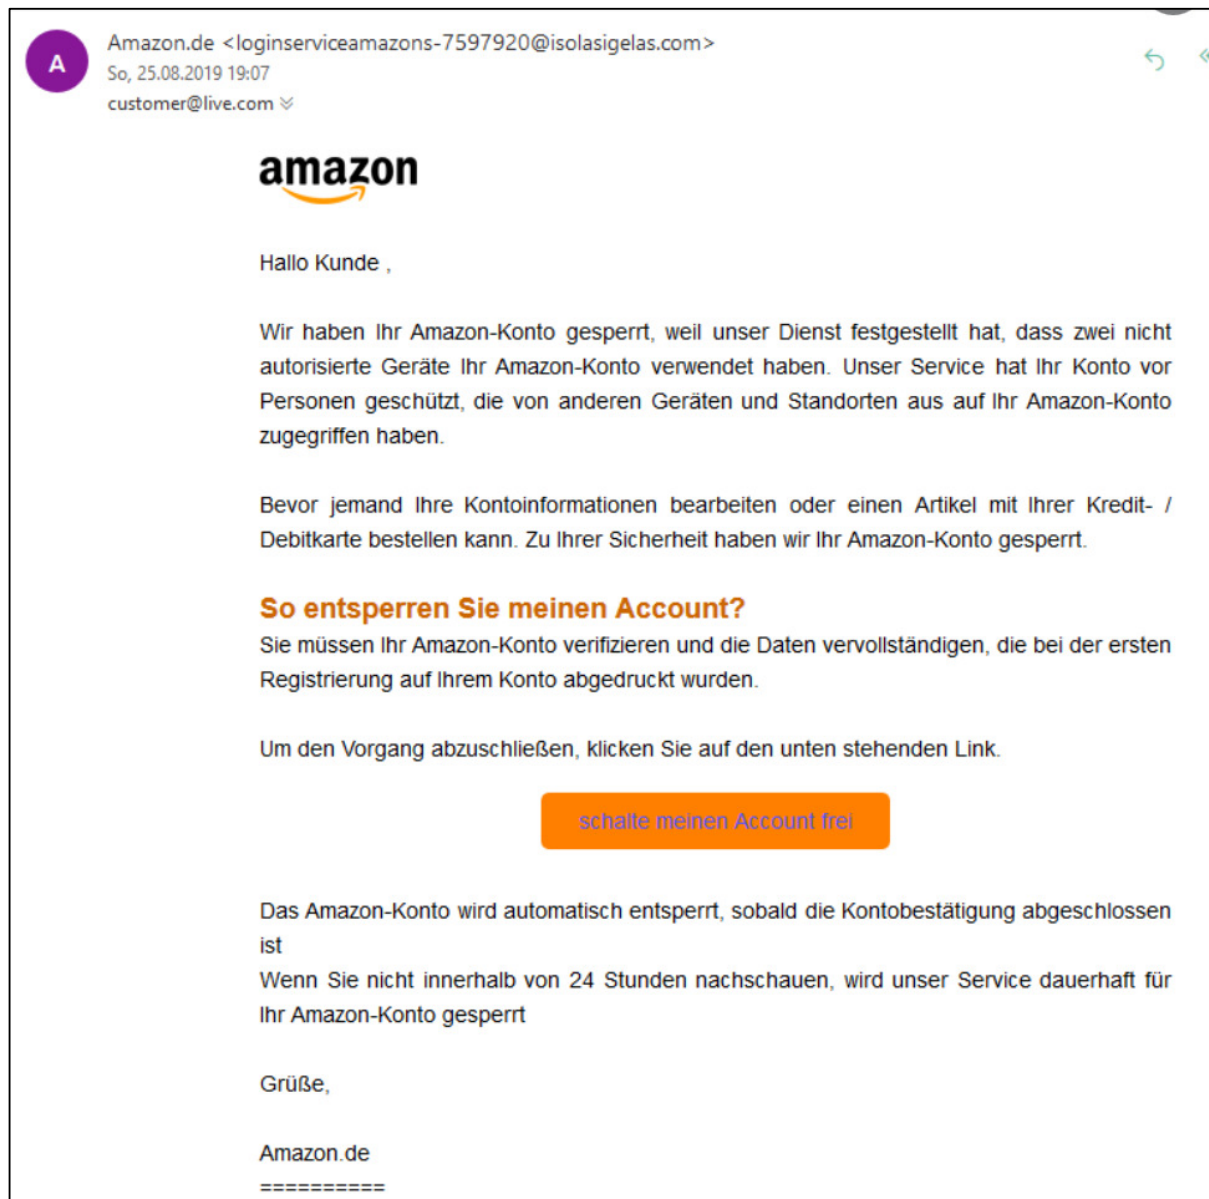 A
Amazon.de <loginserviceamazons-7597920@isolasigelas.com>
So, 25.08.2019 19:07
customer@live.com
amazon
Hallo Kunde ,
Wir haben Ihr Amazon-Konto gesperrt, weil unser Dienst festgestellt hat, dass zwei nicht
autorisierte Geräte Ihr Amazon-Konto verwendet haben. Unser Service hat Ihr Konto vor
Personen geschützt, die von anderen Geräten und Standorten aus auf Ihr Amazon-Konto
zugegriffen haben.
Bevor jemand Ihre Kontoinformationen bearbeiten oder einen Artikel mit Ihrer Kredit- /
Debitkarte bestellen kann. Zu Ihrer Sicherheit haben wir Ihr Amazon-Konto gesperrt.
So entsperren Sie meinen Account?
Sie müssen Ihr Amazon-Konto verifizieren und die Daten vervollständigen, die bei der ersten
Registrierung auf Ihrem Konto abgedruckt wurden.
Um den Vorgang abzuschließen, klicken Sie auf den unten stehenden Link.
schalte meinen Account frei
Das Amazon-Konto wird automatisch entsperrt, sobald die Kontobestätigung abgeschlossen
ist
Wenn Sie nicht innerhalb von 24 Stunden nachschauen, wird unser Service dauerhaft für
Ihr Amazon-Konto gesperrt
Grüße,
Amazon.de
==========